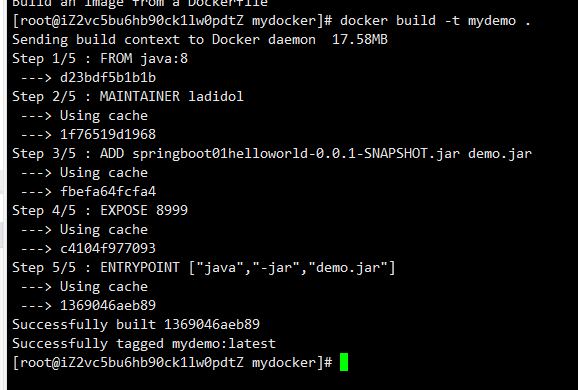 Build an image from a Dockerfile
[root@iZ2vc5bu6hb90ck1lw0pdtZ mydocker]# docker build -t mydemo .
Sending build context to Docker daemon  17.58MB
Step 1/5 : FROM java:8
 ---> d23bdf5b1b1b
Step 2/5 : MAINTAINER ladidol
 ---> Using cache
 ---> 1f76519d1968
Step 3/5 : ADD springboot01helloworld-0.0.1-SNAPSHOT.jar demo.jar
 ---> Using cache
 ---> fbefa64fcfa4
Step 4/5 : EXPOSE 8999
 ---> Using cache
 ---> c4104f977093
Step 5/5 : ENTRYPOINT ["java","-jar","demo.jar"]
 ---> Using cache
 ---> 1369046aeb89
Successfully built 1369046aeb89
Successfully tagged mydemo:latest
[root@iZ2vc5bu6hb90ck1lw0pdtZ mydocker]#